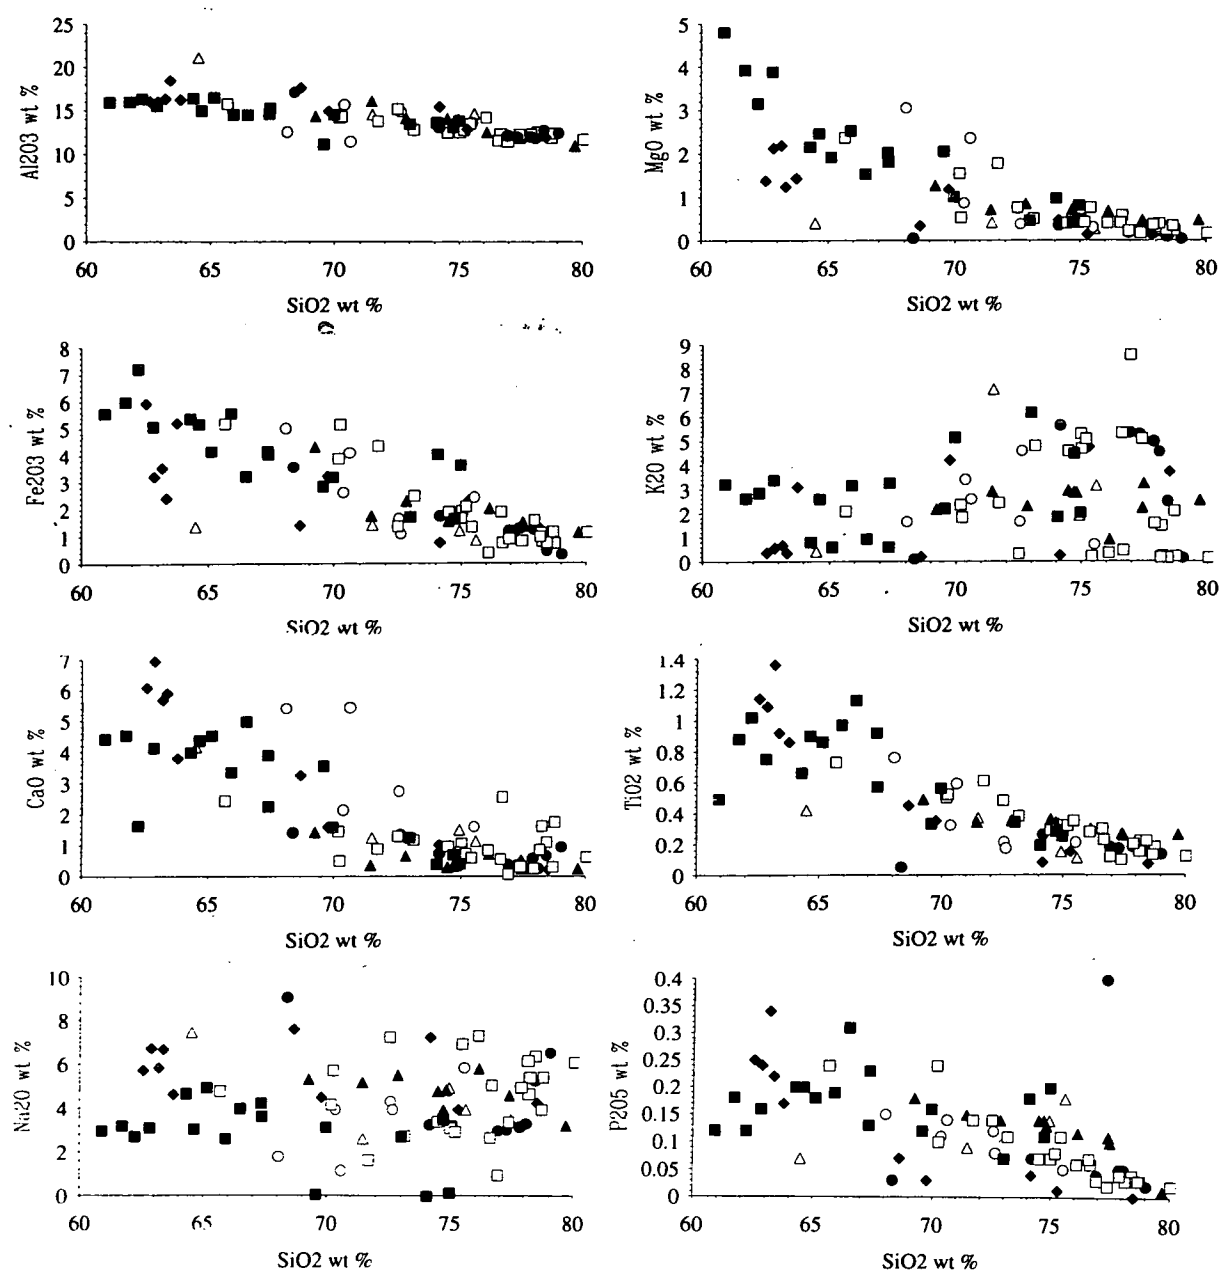 25
20
15
10
5
0
Al2O3 wt %
60 65 70 75 80
SiO2 wt %
5
4
3
2
1
0
MgO wt %
60 65 70 75 80
SiO2 wt %
8
7
6
5
4
3
2
1
0
Fe2O3 wt %
60 65 70 75 80
SiO2 wt %
9
8
7
6
5
4
3
2
1
0
K2O wt %
60 65 70 75 80
SiO2 wt %
7
6
5
4
3
2
1
0
CaO wt %
60 65 70 75 80
SiO2 wt %
1.4
1.2
1
0.8
0.6
0.4
0.2
0
TiO2 wt %
60 65 70 75 80
SiO2 wt %
10
8
6
4
2
0
Na2O wt %
60 65 70 75 80
SiO2 wt %
0.4
0.35
0.3
0.25
0.2
0.15
0.1
0.05
0
P2O5 wt %
60 65 70 75 80
SiO2 wt %